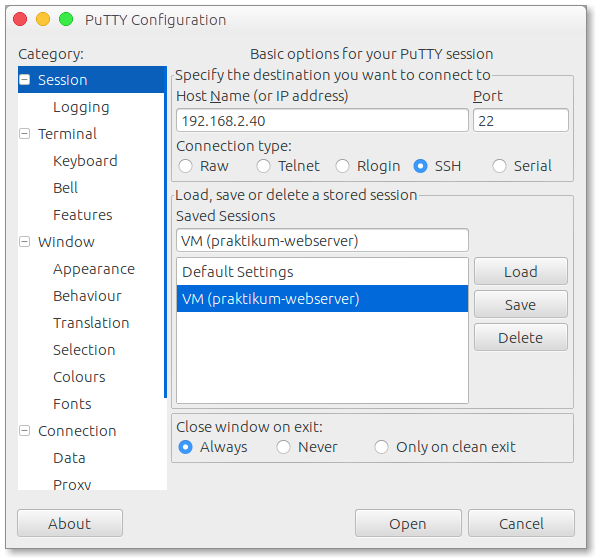 PuTTY Configuration
Category:
Session
Logging
Terminal
Keyboard
Bell
Features
Window
Appearance
Behaviour
Translation
Selection
Colours
Fonts
Connection
Data
Proxy
Basic options for your PuTTY session
Specify the destination you want to connect to
Host Name (or IP address) Port
192.168.2.40 22
Connection type:
Raw Telnet Rlogin SSH Serial
Load, save or delete a stored session
Saved Sessions
VM (praktikum-webserver)
Default Settings
VM (praktikum-webserver)
Load
Save
Delete
Close window on exit:
Always Never Only on clean exit
About Open Cancel